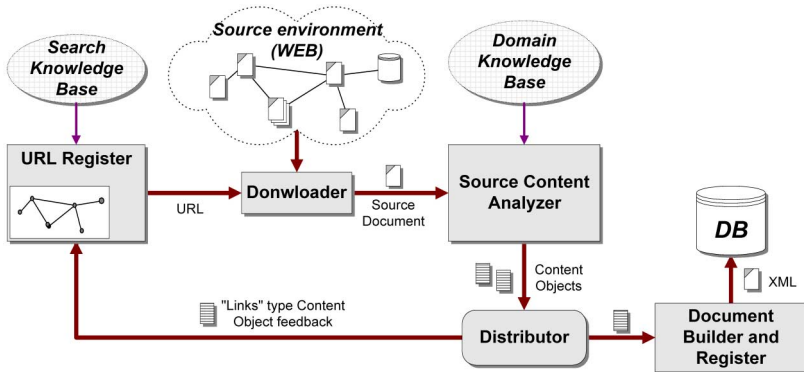 Search
Knowledge
Base
Source environment
(WEB)
Domain
Knowledge
Base
URL Register
URL
Donwloader
Source
Document
Source Content
Analyzer
DB
Content
Objects
XML
"Links" type Content
Object feedback
Distributor
Document
Builder and
Register